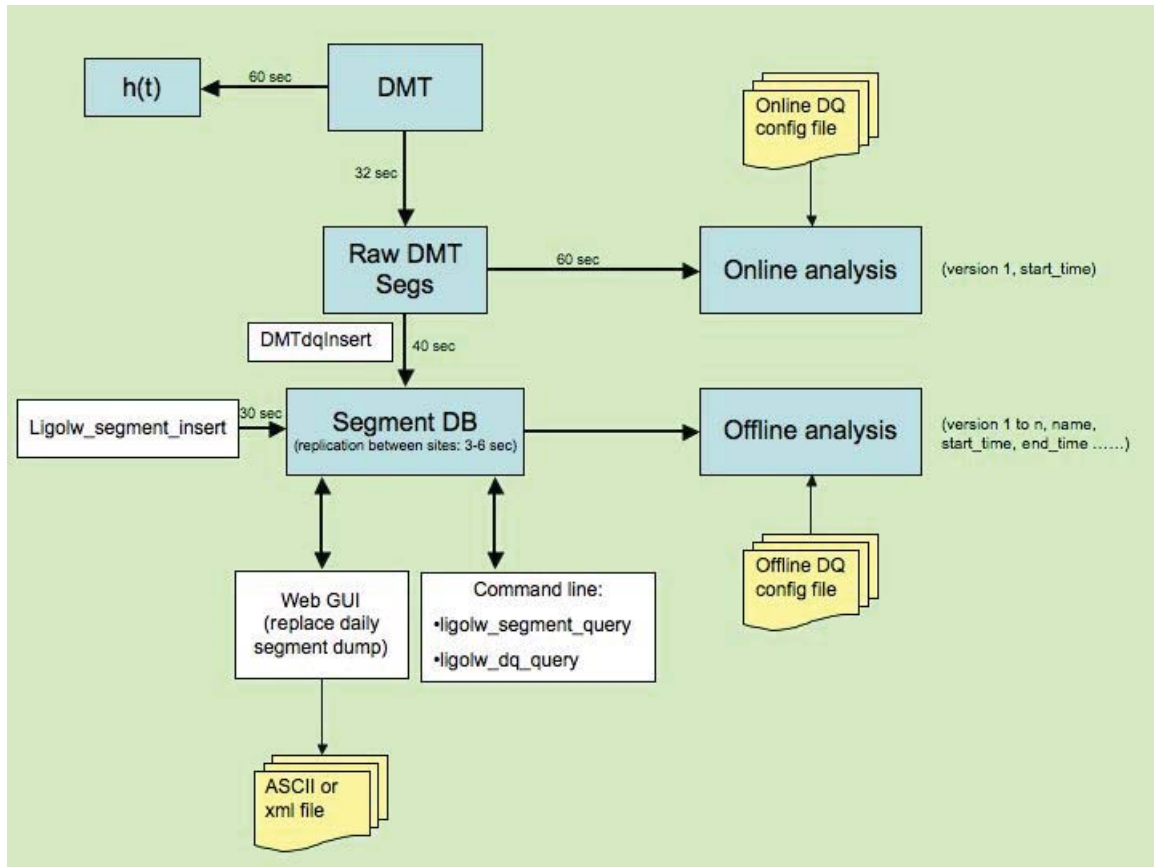 h(t)
60 sec
DMT
Online DQ
config file
32 sec
Raw DMT
Segs
60 sec
Online analysis
(version 1, start_time)
DMTdqInsert
40 sec
Ligolw_segment_insert
30 sec
Segment DB
(replication between sites: 3-6 sec)
Offline analysis
(version 1 to n, name,
start_time, end_time ......)
Web GUI
(replace daily
segment dump)
Command line:
•ligolw_segment_query
•ligolw_dq_query
Offline DQ
config file
ASCII or
xml file